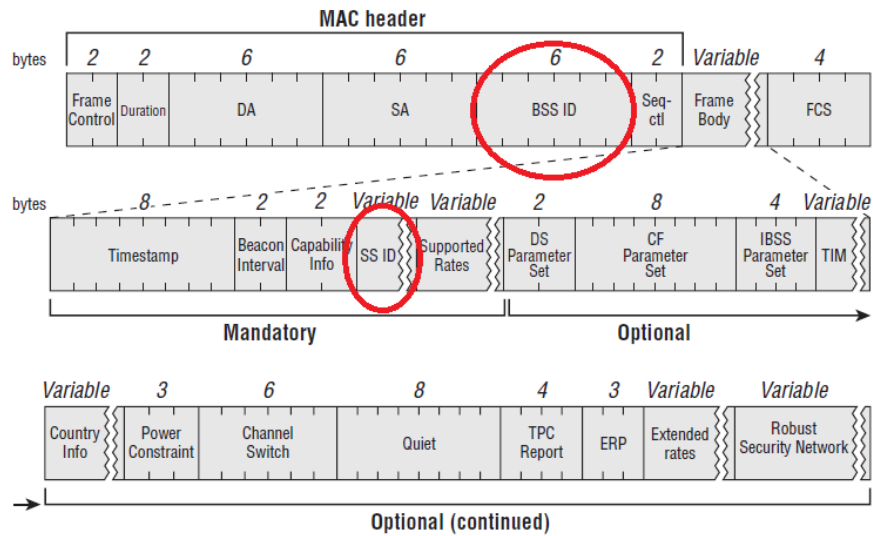 MAC header
bytes 2 2 6 6 6 2 Variable 4
Frame Control Duration DA SA BSS ID Seq-ctl Frame Body FCS
bytes 8 2 2 Variable Variable 2 8 4 Variable
Timestamp Beacon Interval Capability Info SS ID Supported Rates DS Parameter Set CF Parameter Set IBSS Parameter Set TIM
Mandatory Optional
Variable 3 6 8 4 3 Variable Variable
Country Info Power Constraint Channel Switch Quiet TPC Report ERP Extended rates Robust Security Network
Optional (continued)